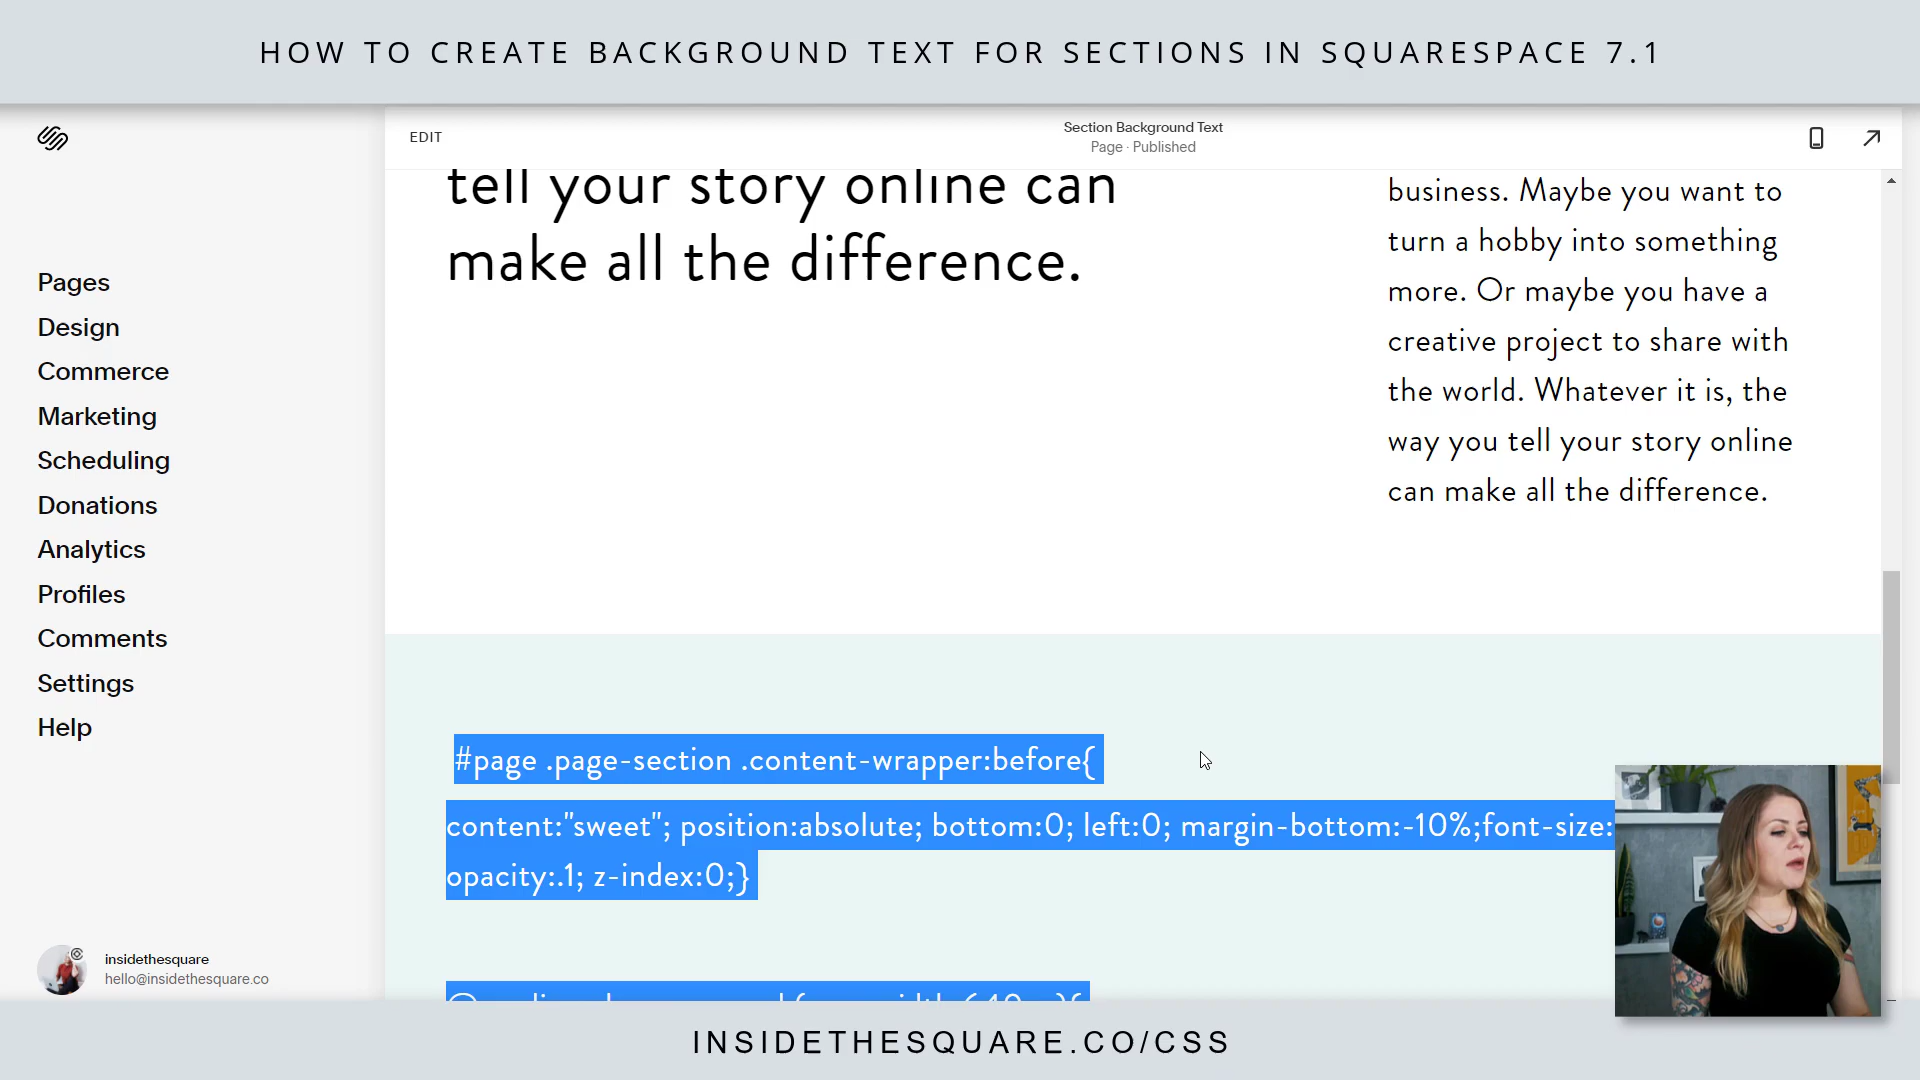 HOW TO CREATE BACKGROUND TEXT FOR SECTIONS IN SQUARESPACE 7.1
EDIT
Section Background Text
Page · Published
Pages
Design
Commerce
Marketing
Scheduling
Donations
Analytics
Profiles
Comments
Settings
Help
insidethesquare
hello@insidethesquare.co
tell your story online can
make all the difference.
business. Maybe you want to
turn a hobby into something
more. Or maybe you have a
creative project to share with
the world. Whatever it is, the
way you tell your story online
can make all the difference.
#page .page-section .content-wrapper:before{
content:"sweet"; position:absolute; bottom:0; left:0; margin-bottom:-10%;font-size:
opacity:.1; z-index:0;}
INSIDETHESQUARE.CO/CSS